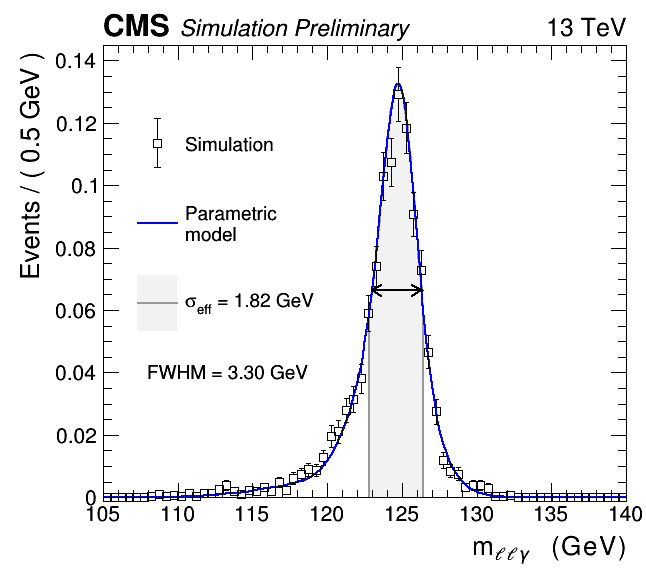 CMS Simulation Preliminary 13 TeV
Events / ( 0.5 GeV )
0.14
0.12
0.1
0.08
0.06
0.04
0.02
0
Simulation
Parametric
model
σeff = 1.82 GeV
FWHM = 3.30 GeV
105 110 115 120 125 130 135 140
mℓℓγ (GeV)